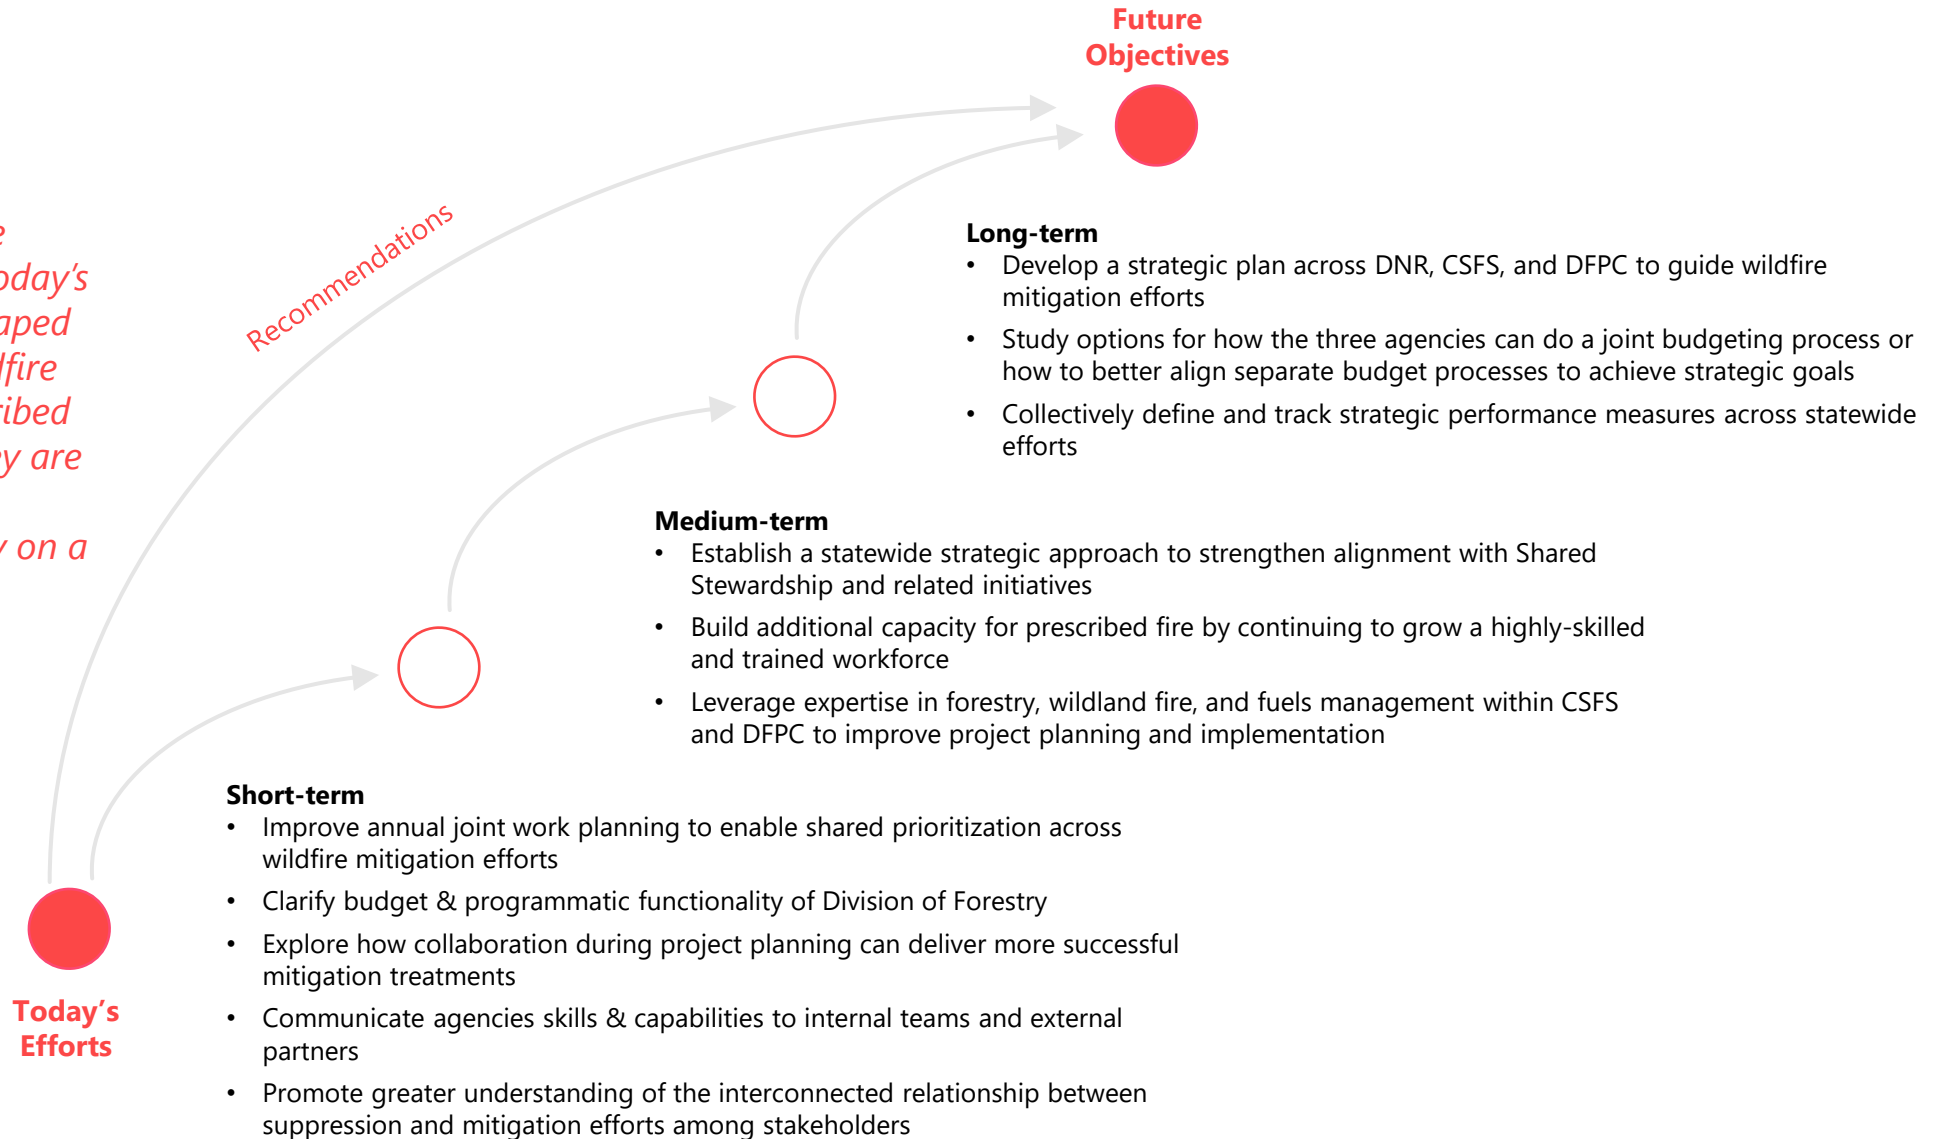 Future
Objectives
Recommendations
oday’s
aped
dfire
ribed
ey are
y on a
Long-term
• Develop a strategic plan across DNR, CSFS, and DFPC to guide wildfire
mitigation efforts
• Study options for how the three agencies can do a joint budgeting process or
how to better align separate budget processes to achieve strategic goals
• Collectively define and track strategic performance measures across statewide
efforts
Medium-term
• Establish a statewide strategic approach to strengthen alignment with Shared
Stewardship and related initiatives
• Build additional capacity for prescribed fire by continuing to grow a highly-skilled
and trained workforce
• Leverage expertise in forestry, wildland fire, and fuels management within CSFS
and DFPC to improve project planning and implementation
Short-term
• Improve annual joint work planning to enable shared prioritization across
wildfire mitigation efforts
• Clarify budget & programmatic functionality of Division of Forestry
• Explore how collaboration during project planning can deliver more successful
mitigation treatments
• Communicate agencies skills & capabilities to internal teams and external
partners
• Promote greater understanding of the interconnected relationship between
suppression and mitigation efforts among stakeholders
Today’s
Efforts